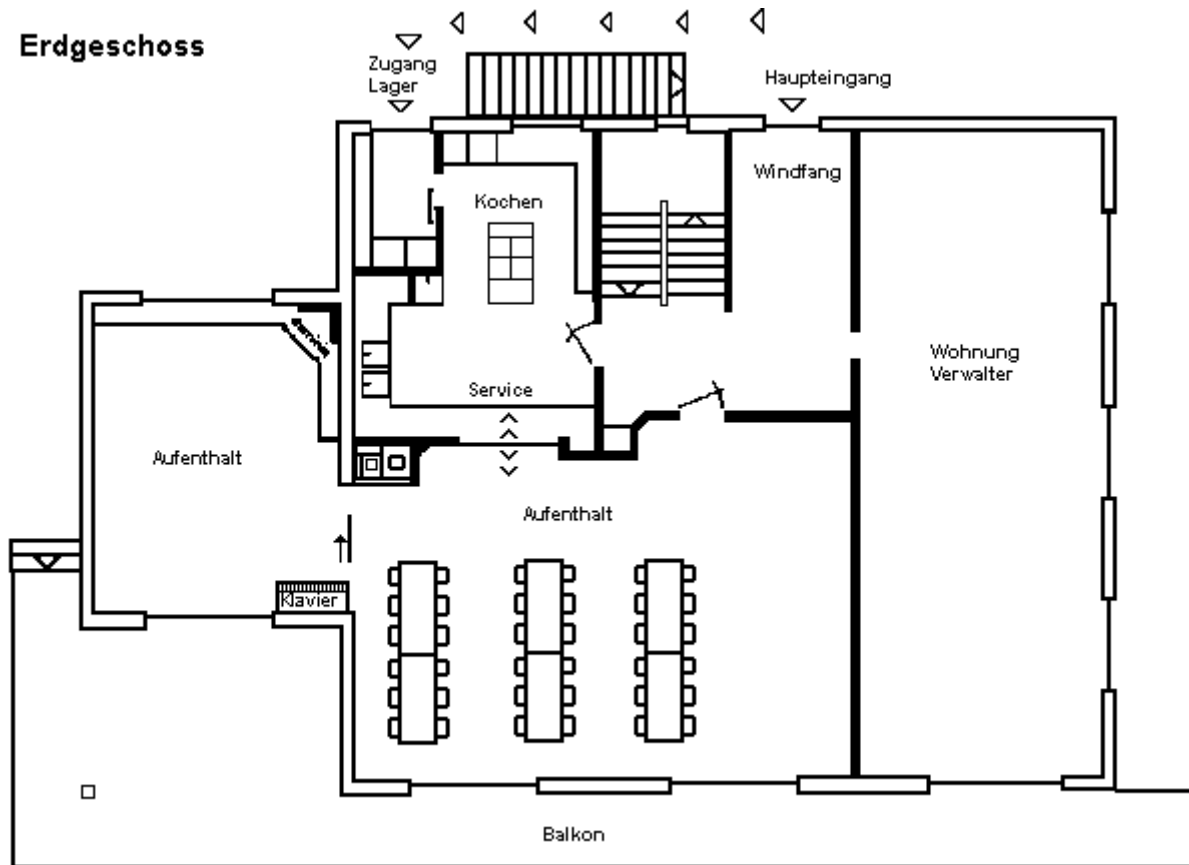 Erdgeschoss
Zugang
Lager
Haupteingang
Windfang
Kochen
Wohnung
Verwalter
Service
Aufenthalt
Aufenthalt
Klavier
Balkon